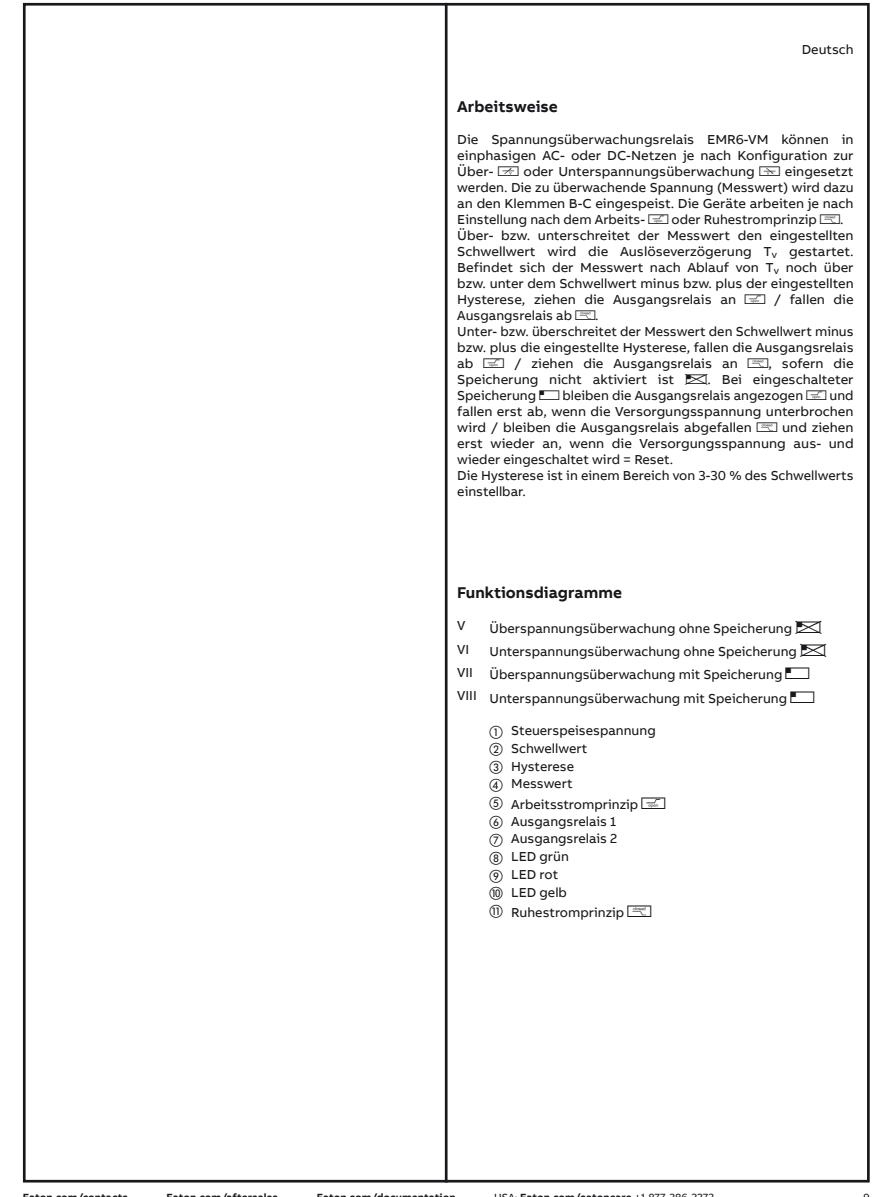 Deutsch
Arbeitsweise
Die Spannungsüberwachungsrelais EMR6-VM können in
einphasigen AC- oder DC-Netzen je nach Konfiguration zur
Über- oder Unterspannungsüberwachung eingesetzt
werden. Die zu überwachende Spannung (Messwert) wird dazu
an den Klemmen B-C eingespeist. Die Geräte arbeiten je nach
Einstellung nach dem Arbeits- oder Ruhestromprinzip .
Über- bzw. unterschreitet der Messwert den eingestellten
Schwellwert wird die Auslöseverzögerung Tv gestartet.
Befindet sich der Messwert nach Ablauf von Tv noch über
bzw. unter dem Schwellwert minus bzw. plus der eingestellten
Hysterese, ziehen die Ausgangsrelais an / fallen die
Ausgangsrelais ab .
Unter- bzw. überschreitet der Messwert den Schwellwert minus
bzw. plus die eingestellte Hysterese, fallen die Ausgangsrelais
ab / ziehen die Ausgangsrelais an , sofern die
Speicherung nicht aktiviert ist . Bei eingeschalteter
Speicherung bleiben die Ausgangsrelais angezogen und
fallen erst ab, wenn die Versorgungsspannung unterbrochen
wird / bleiben die Ausgangsrelais abgefallen und ziehen
erst wieder an, wenn die Versorgungsspannung aus- und
wieder eingeschaltet wird = Reset.
Die Hysterese ist in einem Bereich von 3-30 % des Schwellwerts
einstellbar.
Funktionsdiagramme
V Überspannungsüberwachung ohne Speicherung
VI Unterspannungsüberwachung ohne Speicherung
VII Überspannungsüberwachung mit Speicherung
VIII Unterspannungsüberwachung mit Speicherung
① Steuerspeisespannung
② Schwellwert
③ Hysterese
④ Messwert
⑤ Arbeitsstromprinzip
⑥ Ausgangsrelais 1
⑦ Ausgangsrelais 2
⑧ LED grün
⑨ LED rot
⑩ LED gelb
⑪ Ruhestromprinzip